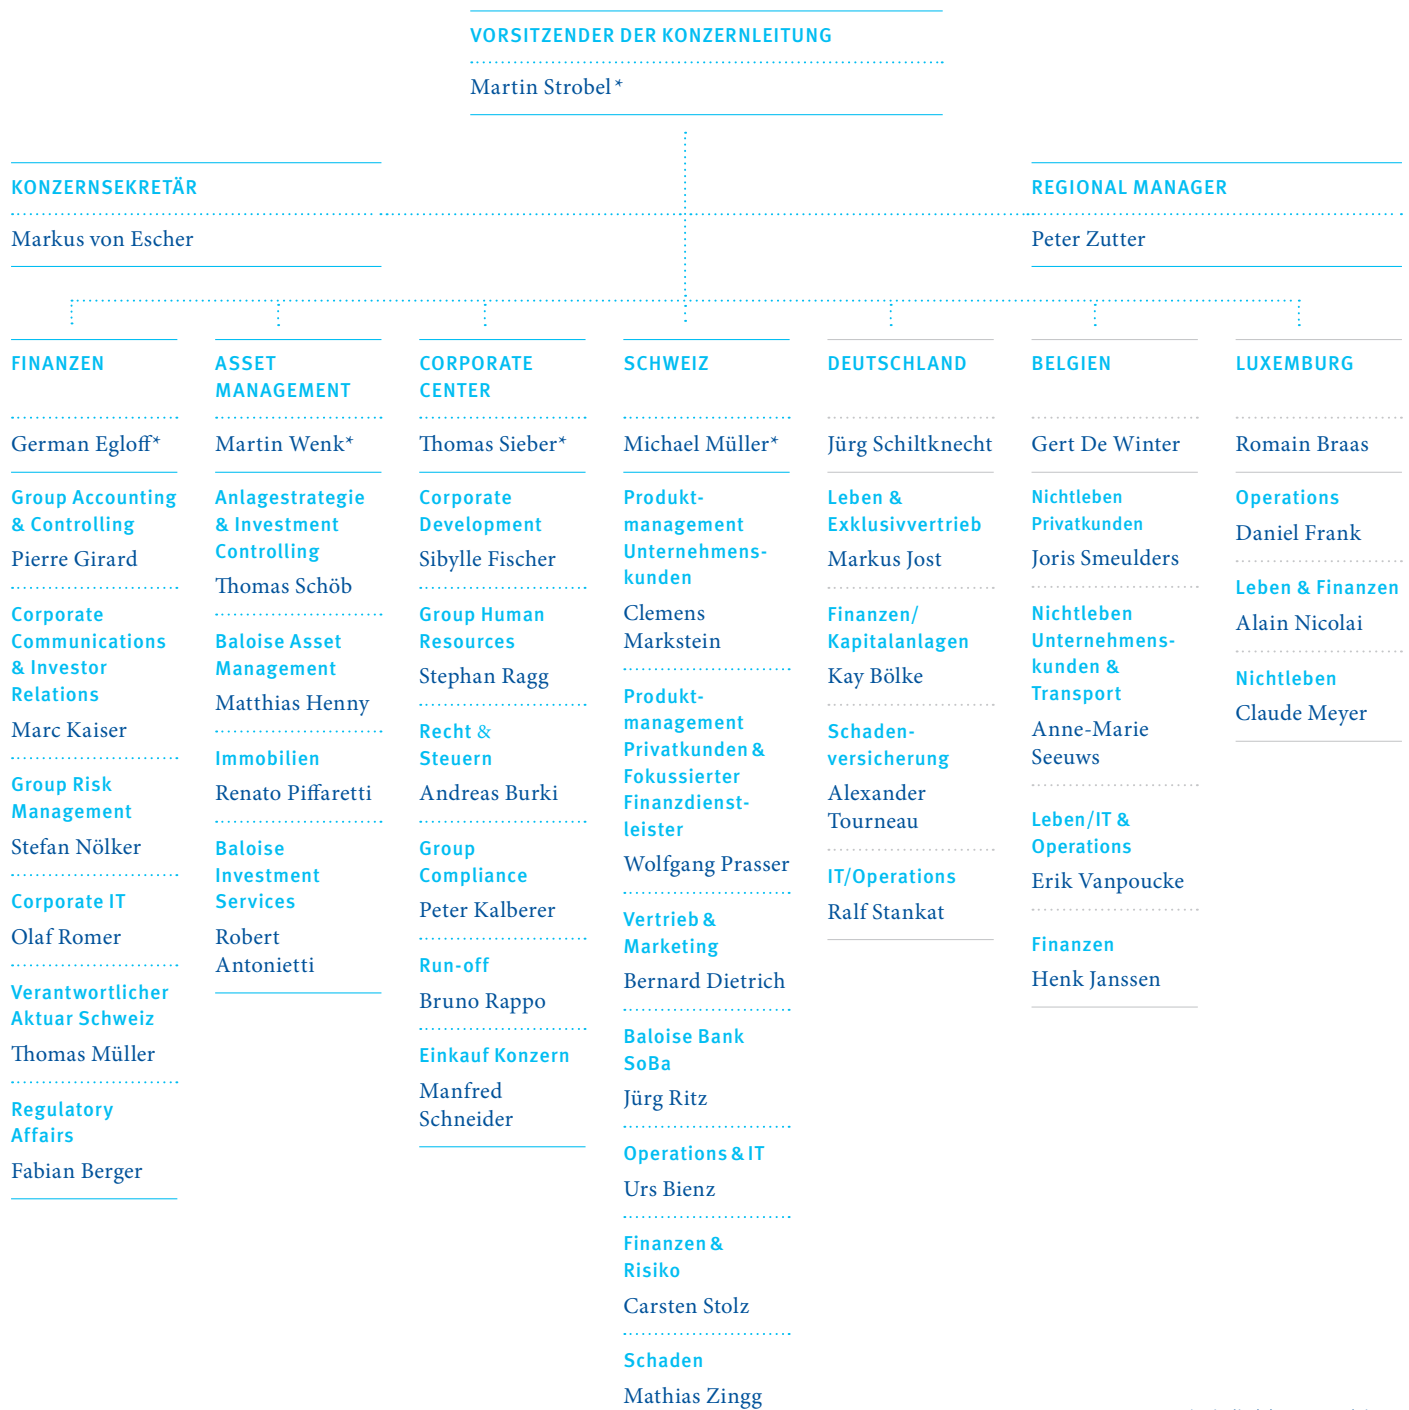 VORSITZENDER DER KONZERNLEITUNG
Martin Strobel*
KONZERNSEKRETÄR
Markus von Escher
REGIONAL MANAGER
Peter Zutter
FINANZEN
German Egloff*
Group Accounting
& Controlling
Pierre Girard
Corporate
Communications
& Investor
Relations
Marc Kaiser
Group Risk
Management
Stefan Nölker
Corporate IT
Olaf Romer
Verantwortlicher
Aktuar Schweiz
Thomas Müller
Regulatory
Affairs
Fabian Berger
ASSET
MANAGEMENT
Martin Wenk*
Anlagestrategie
& Investment
Controlling
Thomas Schöb
Baloise Asset
Management
Matthias Henny
Immobilien
Renato Piffaretti
Baloise
Investment
Services
Robert
Antonietti
CORPORATE
CENTER
Thomas Sieber*
Corporate
Development
Sibylle Fischer
Group Human
Resources
Stephan Ragg
Recht &
Steuern
Andreas Burki
Group
Compliance
Peter Kalberer
Run-off
Bruno Rappo
Einkauf Konzern
Manfred
Schneider
SCHWEIZ
Michael Müller*
Produkt-
management
Unternehmens-
kunden
Clemens
Markstein
Produkt-
management
Privatkunden &
Fokussierter
Finanzdienst-
leister
Wolfgang Prasser
Vertrieb &
Marketing
Bernard Dietrich
Baloise Bank
SoBa
Jürg Ritz
Operations & IT
Urs Bienz
Finanzen &
Risiko
Carsten Stolz
Schaden
Mathias Zingg
DEUTSCHLAND
Jürg Schiltknecht
Leben &
Exklusivvertrieb
Markus Jost
Finanzen/
Kapitalanlagen
Kay Bölke
Schaden-
versicherung
Alexander
Tourneau
IT/Operations
Ralf Stankat
BELGIEN
Gert De Winter
Nichtleben
Privatkunden
Joris Smeulders
Nichtleben
Unternehmens-
kunden &
Transport
Anne-Marie
Seeuws
Leben/IT &
Operations
Erik Vanpoucke
Finanzen
Henk Janssen
LUXEMBURG
Romain Braas
Operations
Daniel Frank
Leben & Finanzen
Alain Nicolai
Nichtleben
Claude Meyer